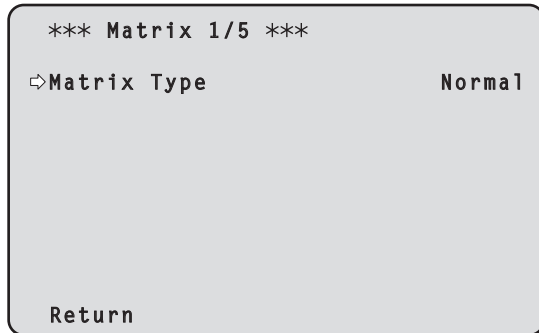 *** Matrix 1/5 ***
⇨Matrix Type Normal
Return